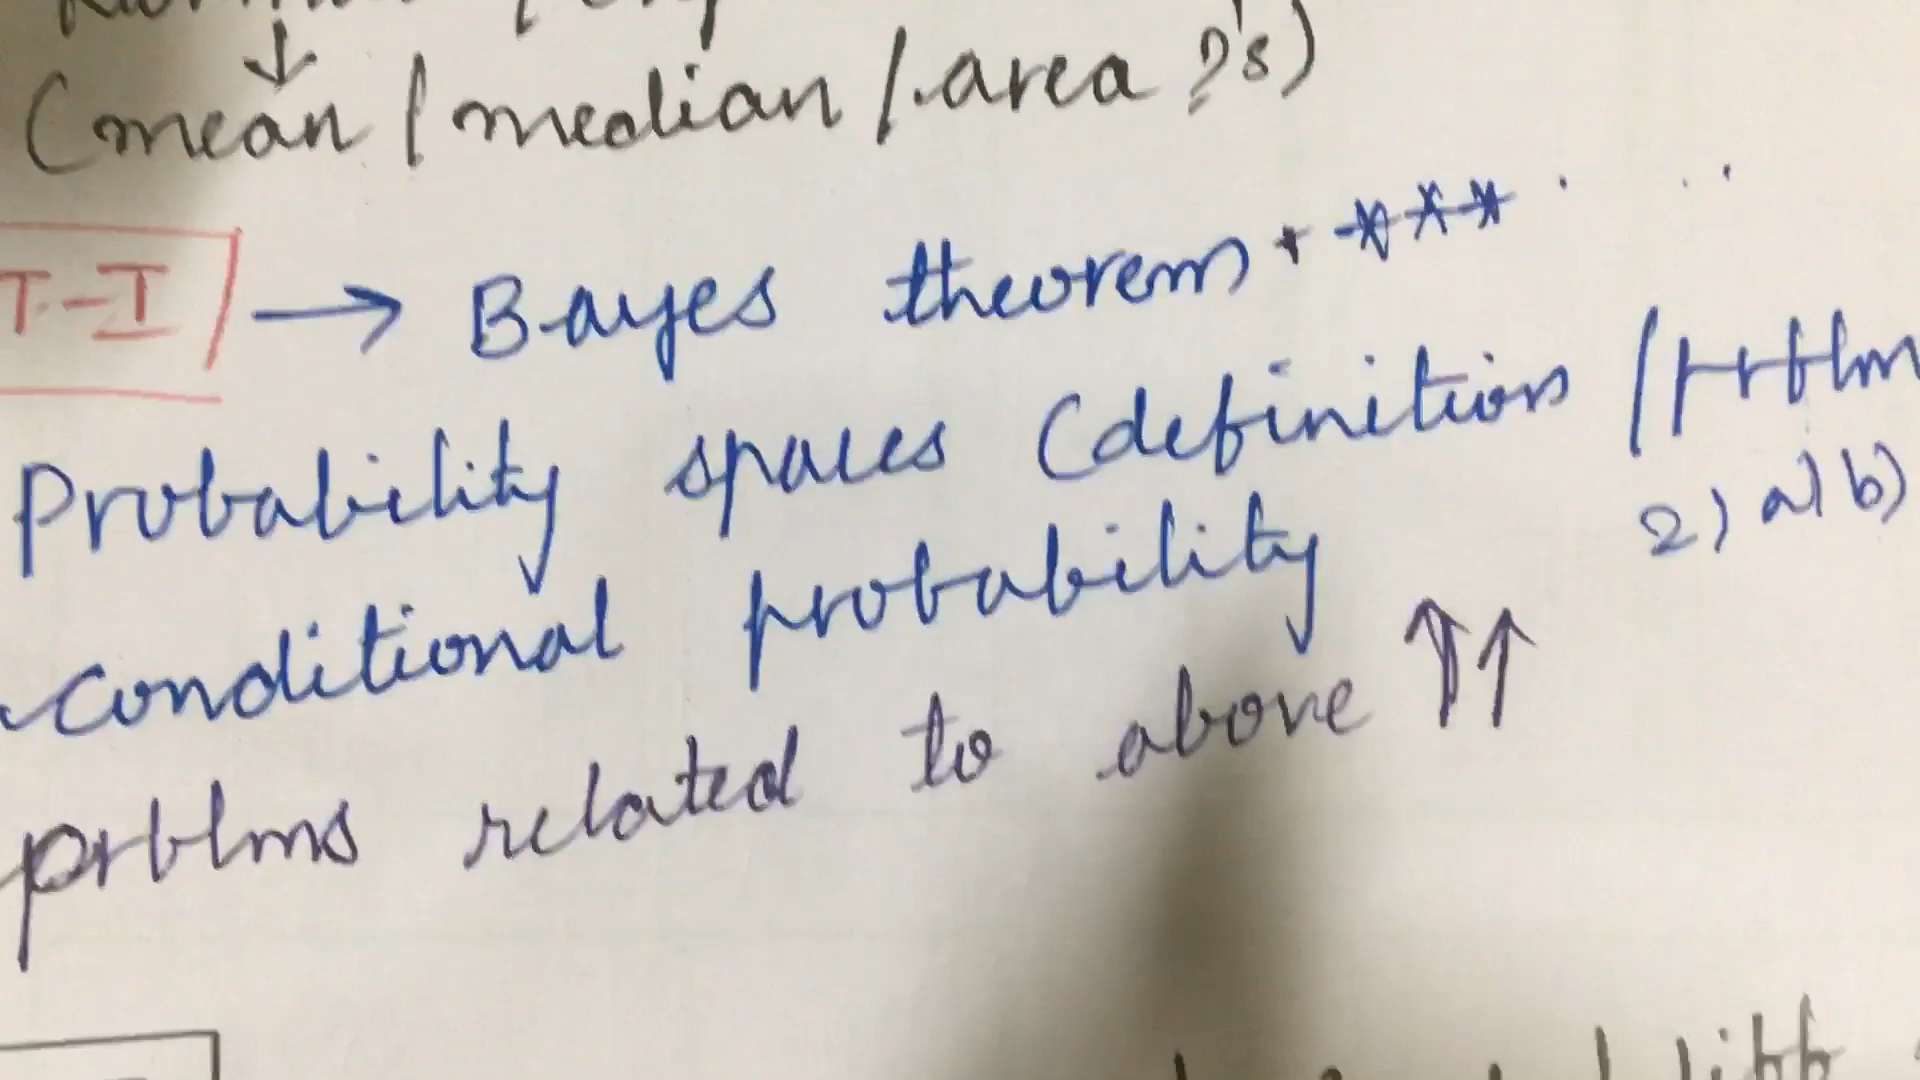 (mean / median / area ?'s)
T-I → Bayes theorem ***
Probability spaces (definition / prblm
2) a) b)
conditional probability
prblms related to above ↑↑